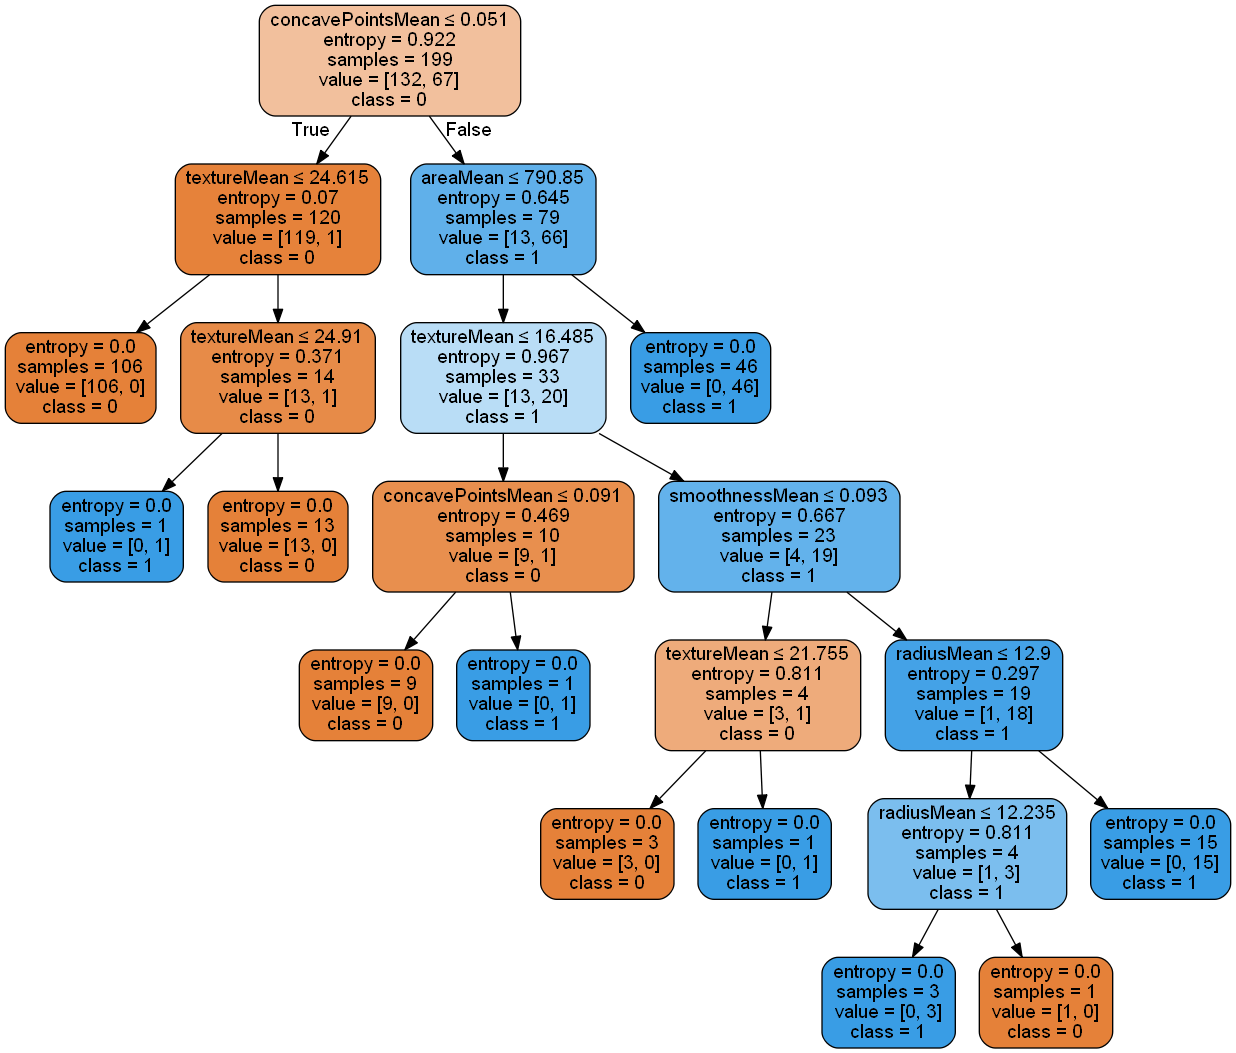 concavePointsMean ≤ 0.051
entropy = 0.922
samples = 199
value = [132, 67]
class = 0
True
False
textureMean ≤ 24.615
entropy = 0.07
samples = 120
value = [119, 1]
class = 0
areaMean ≤ 790.85
entropy = 0.645
samples = 79
value = [13, 66]
class = 1
entropy = 0.0
samples = 106
value = [106, 0]
class = 0
textureMean ≤ 24.91
entropy = 0.371
samples = 14
value = [13, 1]
class = 0
textureMean ≤ 16.485
entropy = 0.967
samples = 33
value = [13, 20]
class = 1
entropy = 0.0
samples = 46
value = [0, 46]
class = 1
entropy = 0.0
samples = 1
value = [0, 1]
class = 1
entropy = 0.0
samples = 13
value = [13, 0]
class = 0
concavePointsMean ≤ 0.091
entropy = 0.469
samples = 10
value = [9, 1]
class = 0
smoothnessMean ≤ 0.093
entropy = 0.667
samples = 23
value = [4, 19]
class = 1
entropy = 0.0
samples = 9
value = [9, 0]
class = 0
entropy = 0.0
samples = 1
value = [0, 1]
class = 1
textureMean ≤ 21.755
entropy = 0.811
samples = 4
value = [3, 1]
class = 0
radiusMean ≤ 12.9
entropy = 0.297
samples = 19
value = [1, 18]
class = 1
entropy = 0.0
samples = 3
value = [3, 0]
class = 0
entropy = 0.0
samples = 1
value = [0, 1]
class = 1
radiusMean ≤ 12.235
entropy = 0.811
samples = 4
value = [1, 3]
class = 1
entropy = 0.0
samples = 15
value = [0, 15]
class = 1
entropy = 0.0
samples = 3
value = [0, 3]
class = 1
entropy = 0.0
samples = 1
value = [1, 0]
class = 0